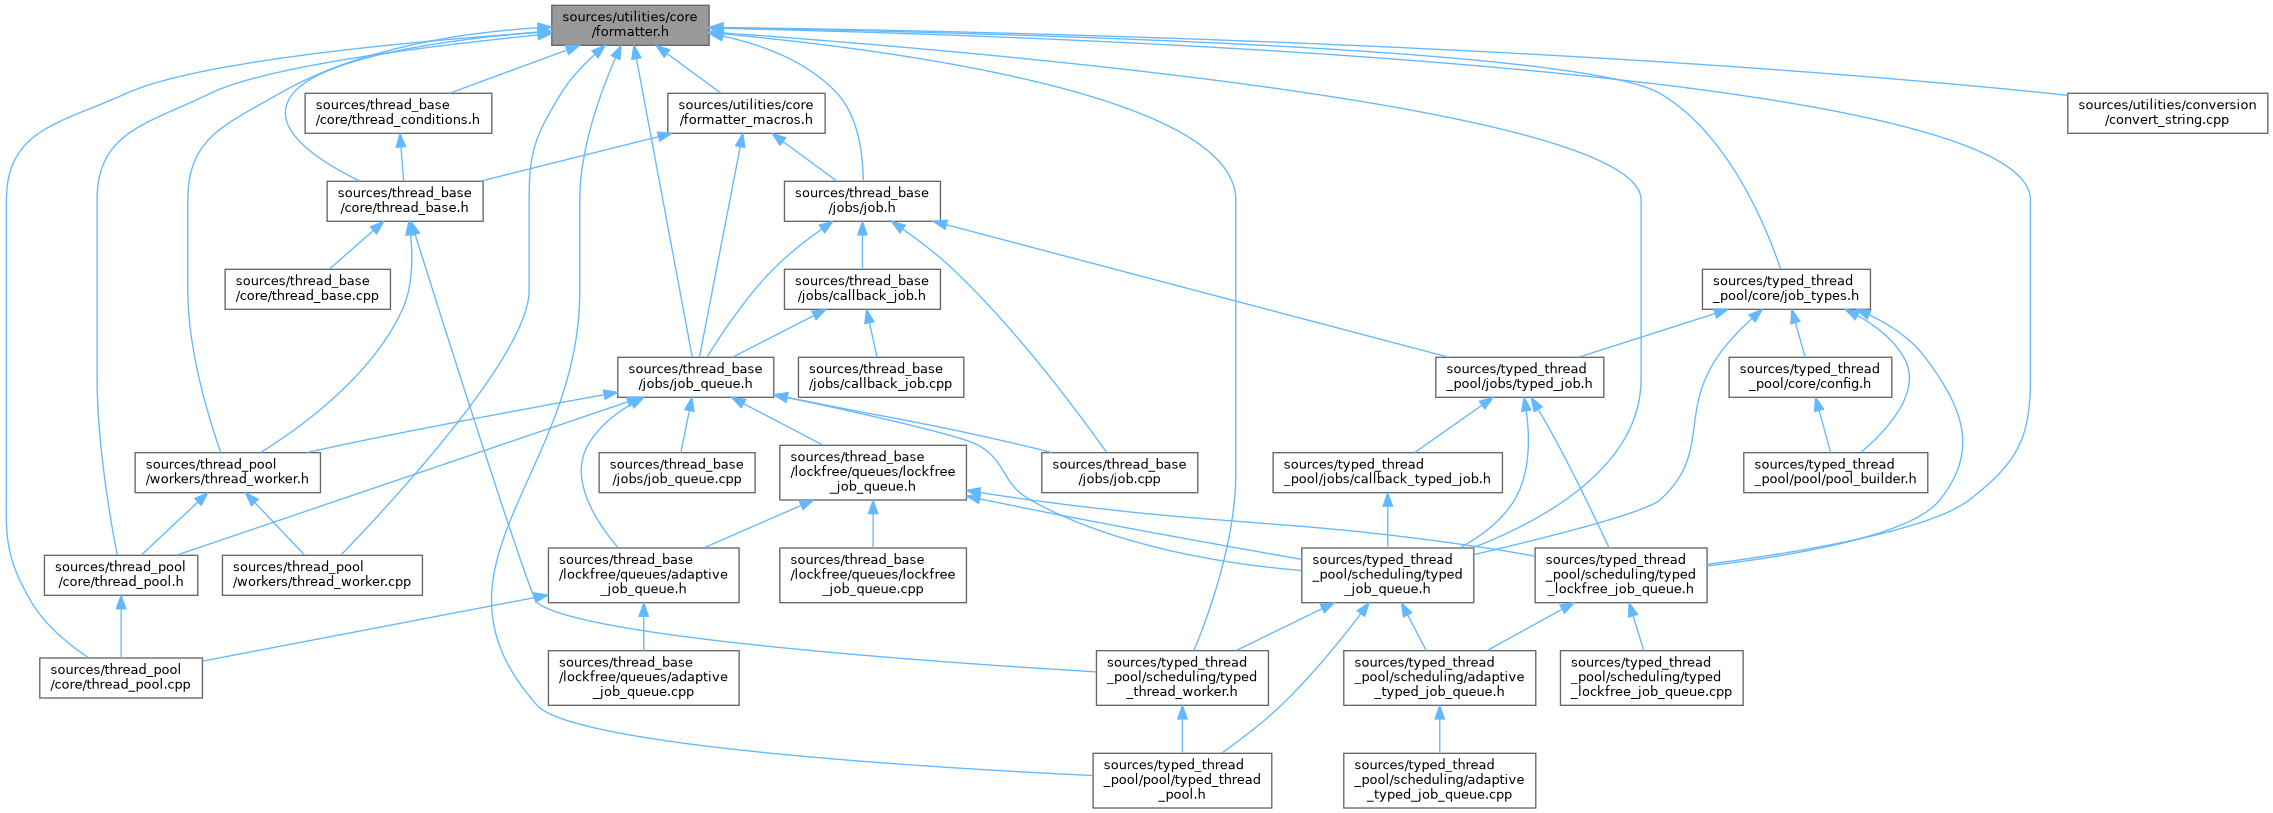 sources/utilities/core
/formatter.h
sources/thread_base
/core/thread_conditions.h
sources/utilities/core
/formatter_macros.h
sources/utilities/conversion
/convert_string.cpp
sources/thread_base
/core/thread_base.h
sources/thread_base
/jobs/job.h
sources/thread_base
/core/thread_base.cpp
sources/thread_base
/jobs/callback_job.h
sources/typed_thread
_pool/core/job_types.h
sources/thread_base
/jobs/job_queue.h
sources/thread_base
/jobs/callback_job.cpp
sources/typed_thread
_pool/jobs/typed_job.h
sources/typed_thread
_pool/core/config.h
sources/thread_pool
/workers/thread_worker.h
sources/thread_base
/jobs/job_queue.cpp
sources/thread_base
/lockfree/queues/lockfree
_job_queue.h
sources/thread_base
/jobs/job.cpp
sources/typed_thread
_pool/jobs/callback_typed_job.h
sources/typed_thread
_pool/pool/pool_builder.h
sources/thread_pool
/core/thread_pool.h
sources/thread_pool
/workers/thread_worker.cpp
sources/thread_base
/lockfree/queues/adaptive
_job_queue.h
sources/thread_base
/lockfree/queues/lockfree
_job_queue.cpp
sources/typed_thread
_pool/scheduling/typed
_job_queue.h
sources/typed_thread
_pool/scheduling/typed
_lockfree_job_queue.h
sources/thread_pool
/core/thread_pool.cpp
sources/thread_base
/lockfree/queues/adaptive
_job_queue.cpp
sources/typed_thread
_pool/scheduling/typed
_thread_worker.h
sources/typed_thread
_pool/scheduling/adaptive
_typed_job_queue.h
sources/typed_thread
_pool/scheduling/typed
_lockfree_job_queue.cpp
sources/typed_thread
_pool/pool/typed_thread
_pool.h
sources/typed_thread
_pool/scheduling/adaptive
_typed_job_queue.cpp